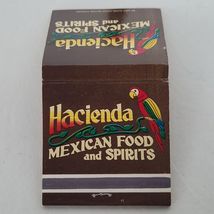 Hacienda
MEXICAN FOOD
and SPIRITS
Hacienda
MEXICAN FOOD
and SPIRITS